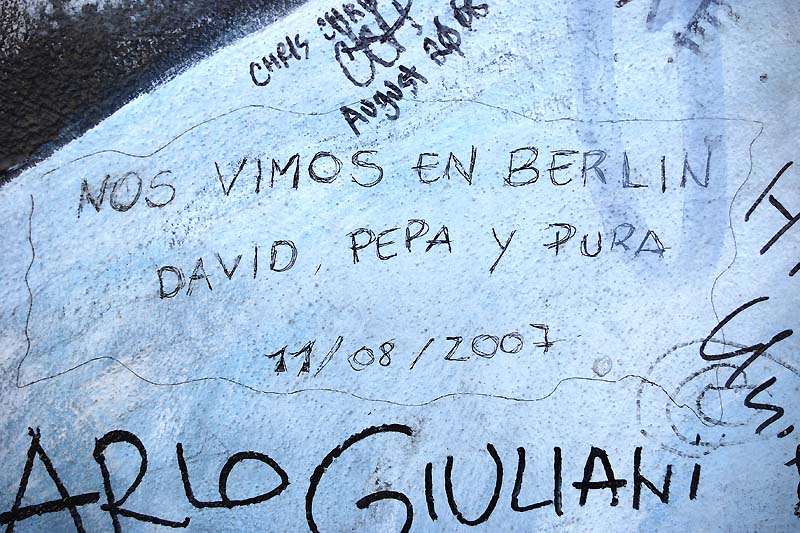 CHRIS
AUGUST 2008
NOS VIMOS EN BERLIN
DAVID, PEPA Y PURA
11/08/2007
ARLO GIULIANI